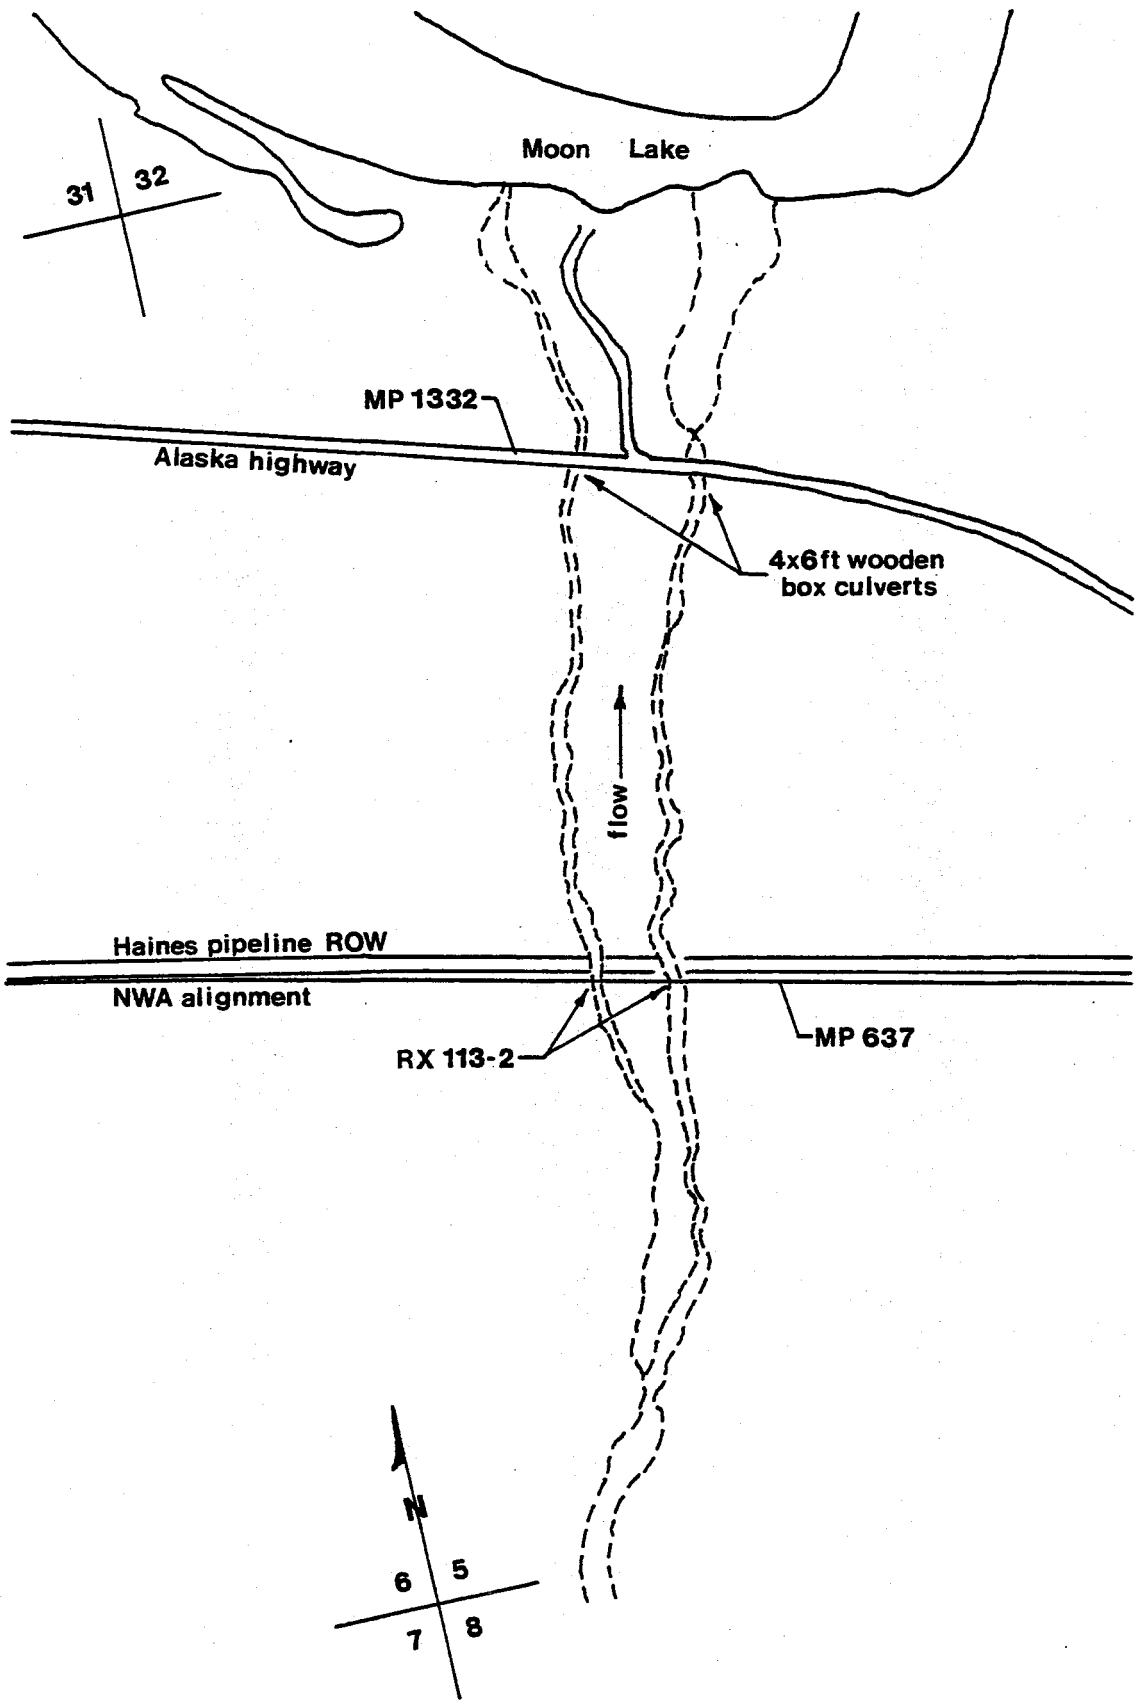 Moon Lake
31 32
MP 1332
Alaska highway
4x6ft wooden
box culverts
flow
Haines pipeline ROW
NWA alignment
MP 637
RX 113-2
N
6 5
7 8